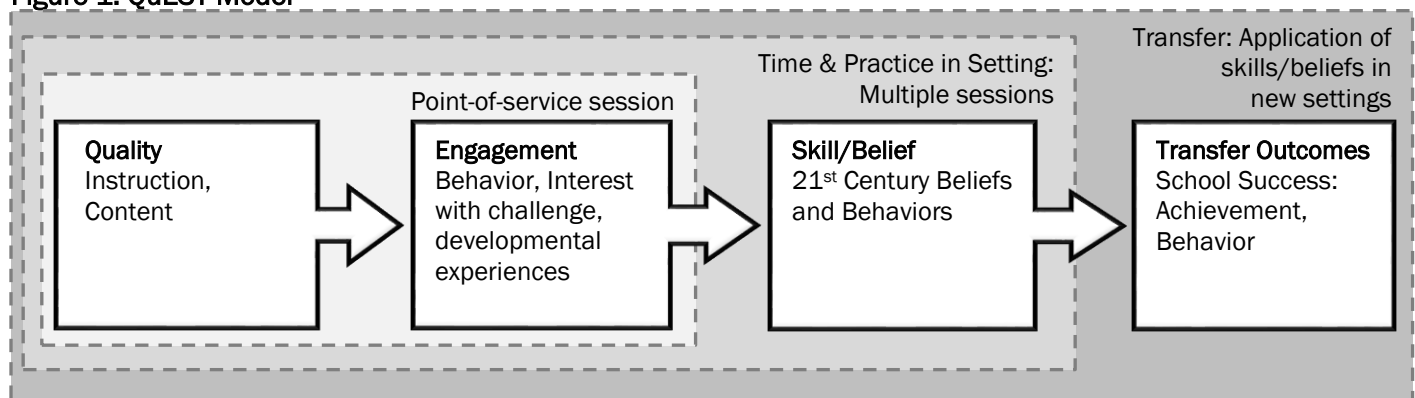 Figure 1. QuEST Model
Transfer: Application of
skills/beliefs in
new settings
Time & Practice in Setting:
Multiple sessions
Point-of-service session
Quality
Instruction,
Content
Engagement
Behavior, Interest
with challenge,
developmental
experiences
Skill/Belief
21st Century Beliefs
and Behaviors
Transfer Outcomes
School Success:
Achievement,
Behavior